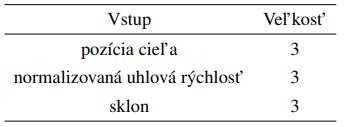 Vstup Veľkosť
pozícia cieľa 3
normalizovaná uhlová rýchlosť 3
sklon 3